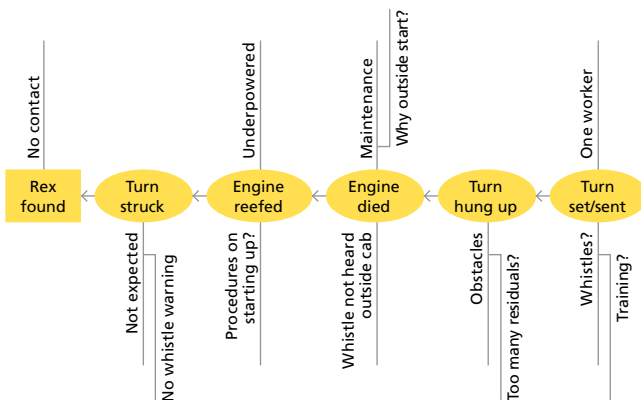 No contact
Underpowered
Maintenance
Why outside start?
One worker
Rex
found
Turn
struck
Engine
reefed
Engine
died
Turn
hung up
Turn
set/sent
Not expected
No whistle warning
Procedures on
starting up?
Whistle not heard
outside cab
Obstacles
Too many residuals?
Whistles?
Training?